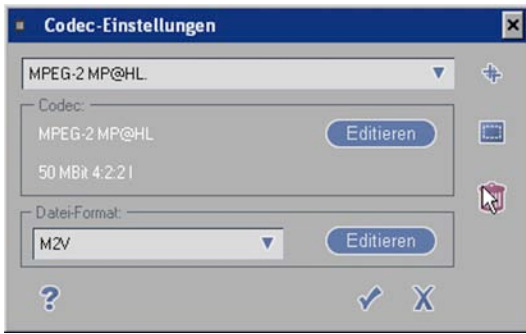 Codec-Einstellungen
MPEG-2 MP@HL.
Codec:
MPEG-2 MP@HL
Editieren
50 MBit 4:2:2 I
Datei-Format:
M2V
Editieren
?